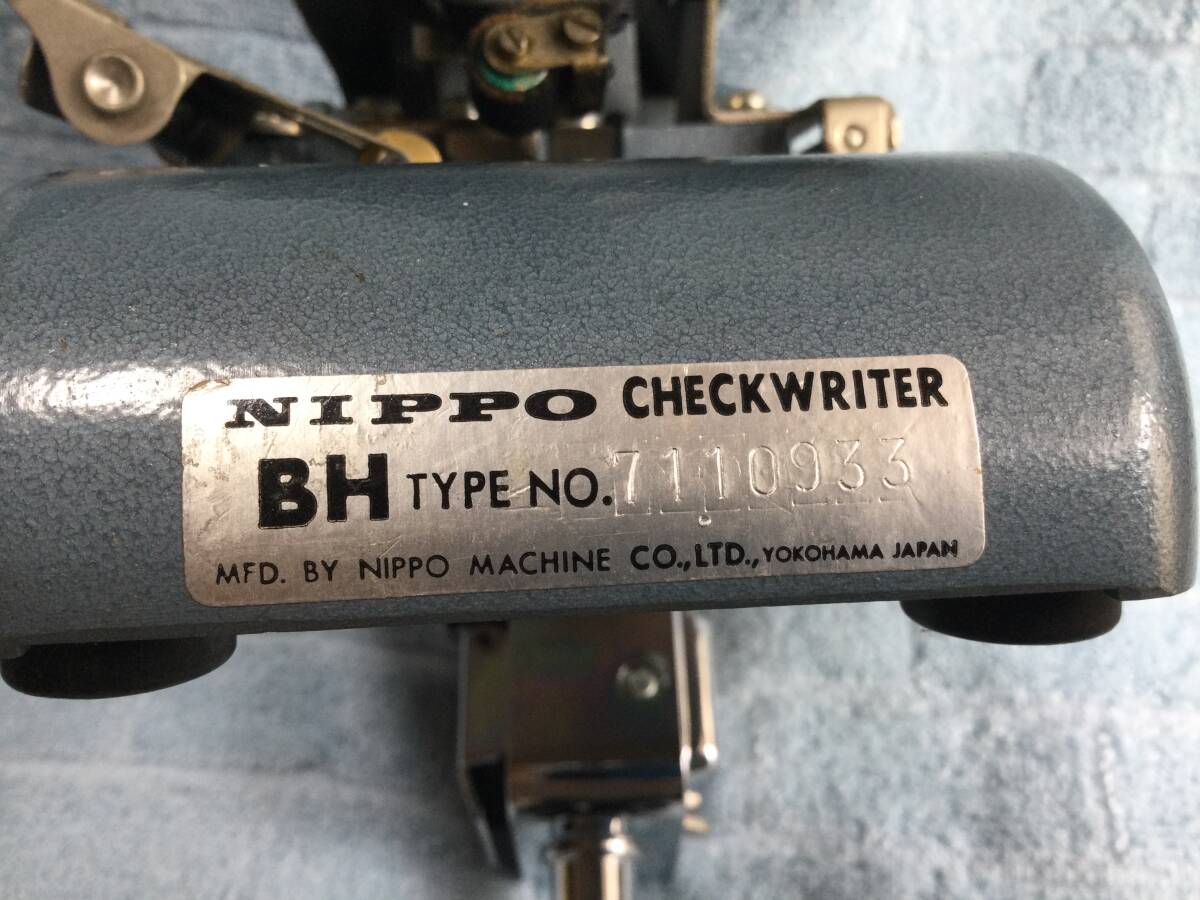 NIPPO CHECKWRITER
BH TYPE NO. 7110933
MFD. BY NIPPO MACHINE CO.,LTD., YOKOHAMA JAPAN